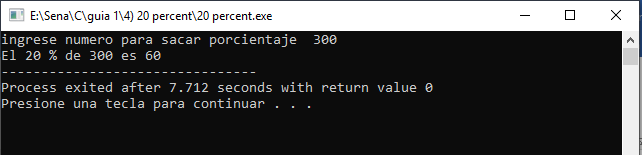 E:\Sena\C\guia 1\4) 20 percent\20 percent.exe
ingrese numero para sacar porcientaje  300
El 20 % de 300 es 60
--------------------------------
Process exited after 7.712 seconds with return value 0
Presione una tecla para continuar . . .